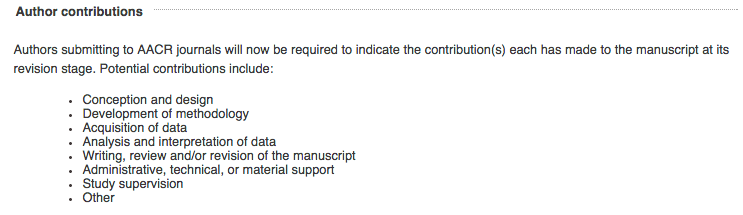 Author contributions
Authors submitting to AACR journals will now be required to indicate the contribution(s) each has made to the manuscript at its
revision stage. Potential contributions include:
• Conception and design
• Development of methodology
• Acquisition of data
• Analysis and interpretation of data
• Writing, review and/or revision of the manuscript
• Administrative, technical, or material support
• Study supervision
• Other